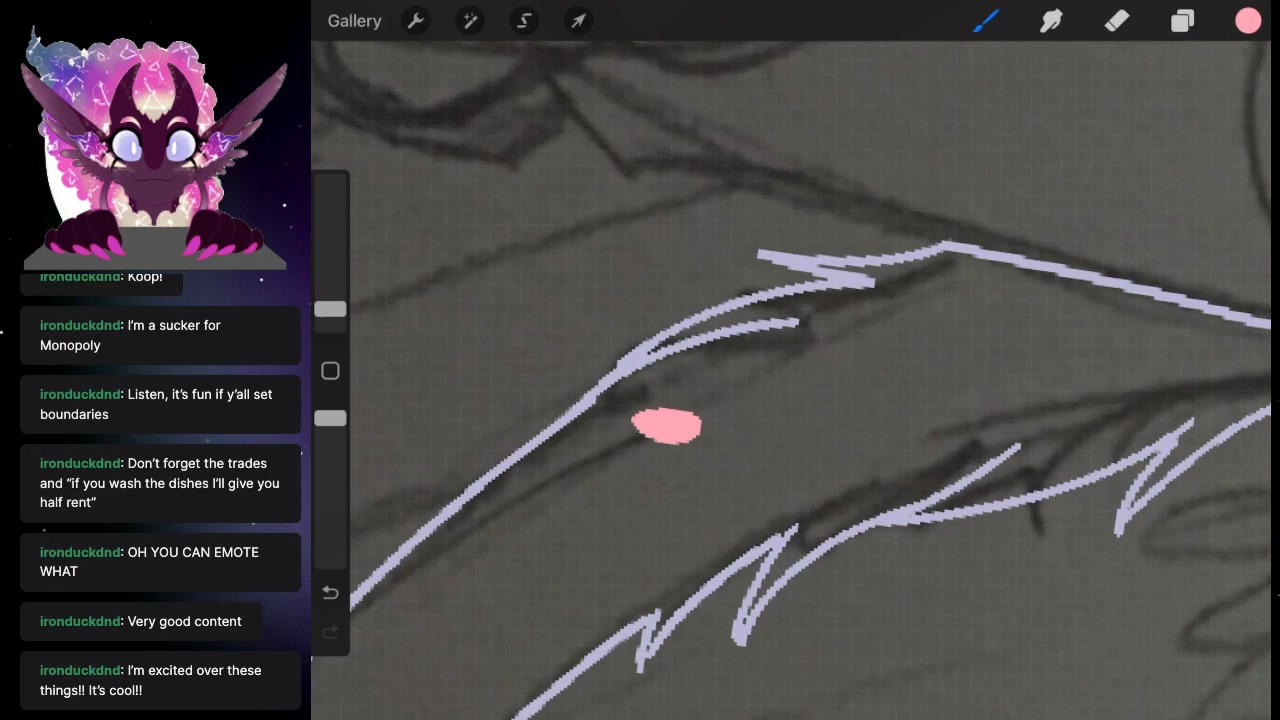 Gallery
ironduckdnd: Koop!
ironduckdnd: I'm a sucker for
Monopoly
ironduckdnd: Listen, it's fun if y'all set
boundaries
ironduckdnd: Don't forget the trades
and “if you wash the dishes I'll give you
half rent”
ironduckdnd: OH YOU CAN EMOTE
WHAT
ironduckdnd: Very good content
ironduckdnd: I'm excited over these
things!! It's cool!!